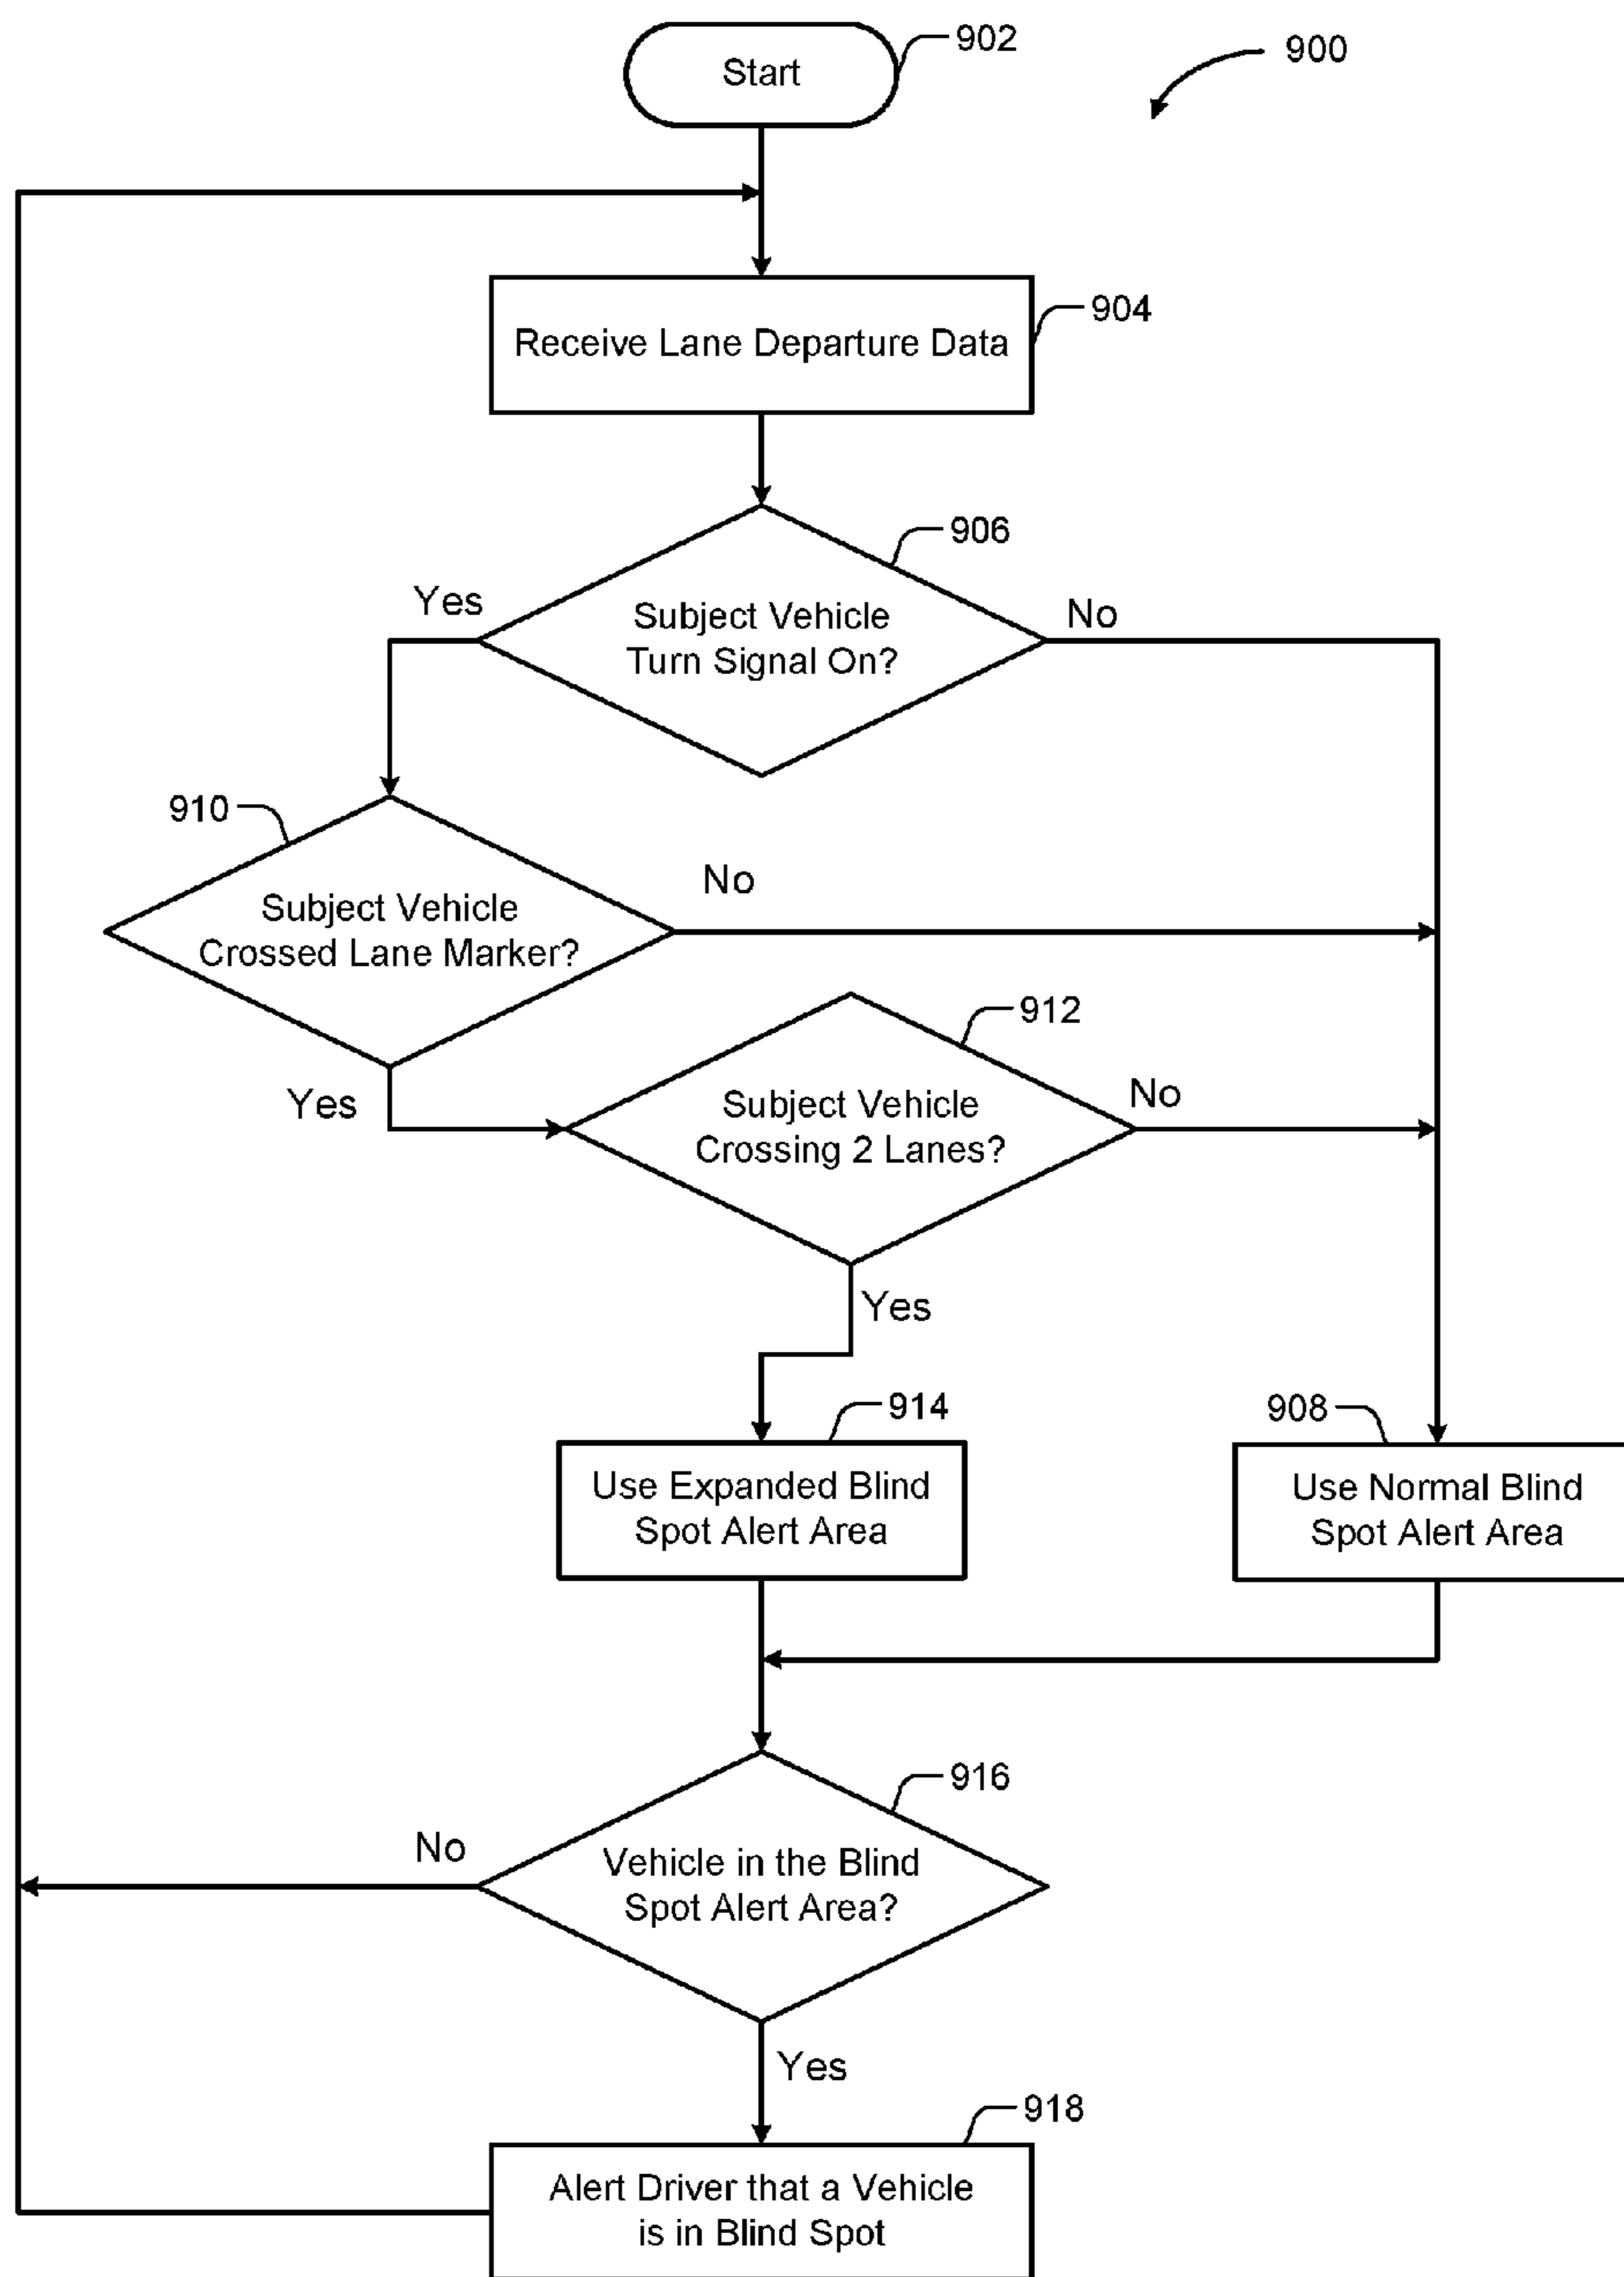 Start
902
900
Receive Lane Departure Data
904
906
Yes
Subject Vehicle
Turn Signal On?
No
910
Subject Vehicle
Crossed Lane Marker?
No
912
Yes
Subject Vehicle
Crossing 2 Lanes?
No
Yes
914
908
Use Expanded Blind
Spot Alert Area
Use Normal Blind
Spot Alert Area
916
No
Vehicle in the Blind
Spot Alert Area?
Yes
918
Alert Driver that a Vehicle
is in Blind Spot